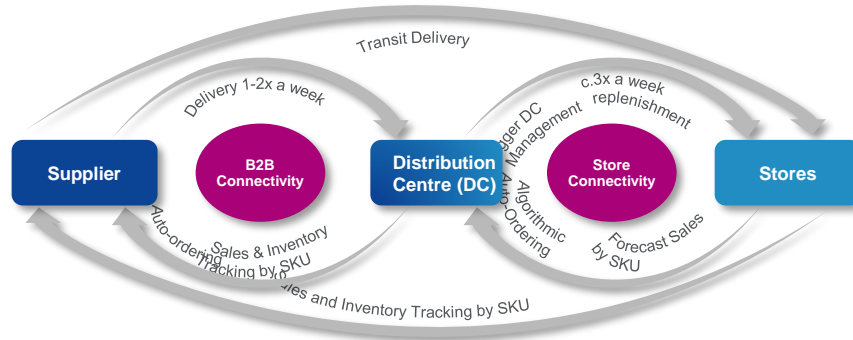 Transit Delivery
Delivery 1-2x a week
c.3x a week
replenishment
DC
Management
Supplier
B2B
Connectivity
Distribution
Centre (DC)
Store
Connectivity
Stores
Auto-ordering
Sales & Inventory
Tracking by SKU
Algorithmic
Auto-Ordering
Forecast Sales
by SKU
and Inventory Tracking by SKU